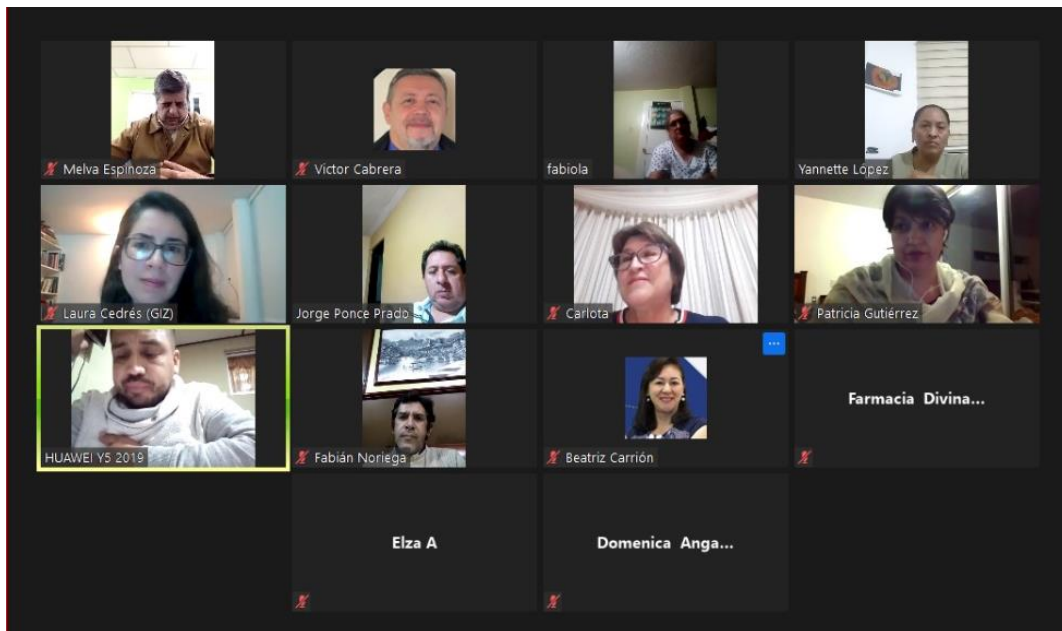 Melva Espinoza
Victor Cabrera
fabiola
Yannette López
Laura Cedrés (GIZ)
Jorge Ponce Prado
Carlota
Patricia Gutiérrez
HUAWEI Y5 2019
Fabián Noriega
Beatriz Carrión
Farmacia Divina...
Elza A
Domenica Anga...